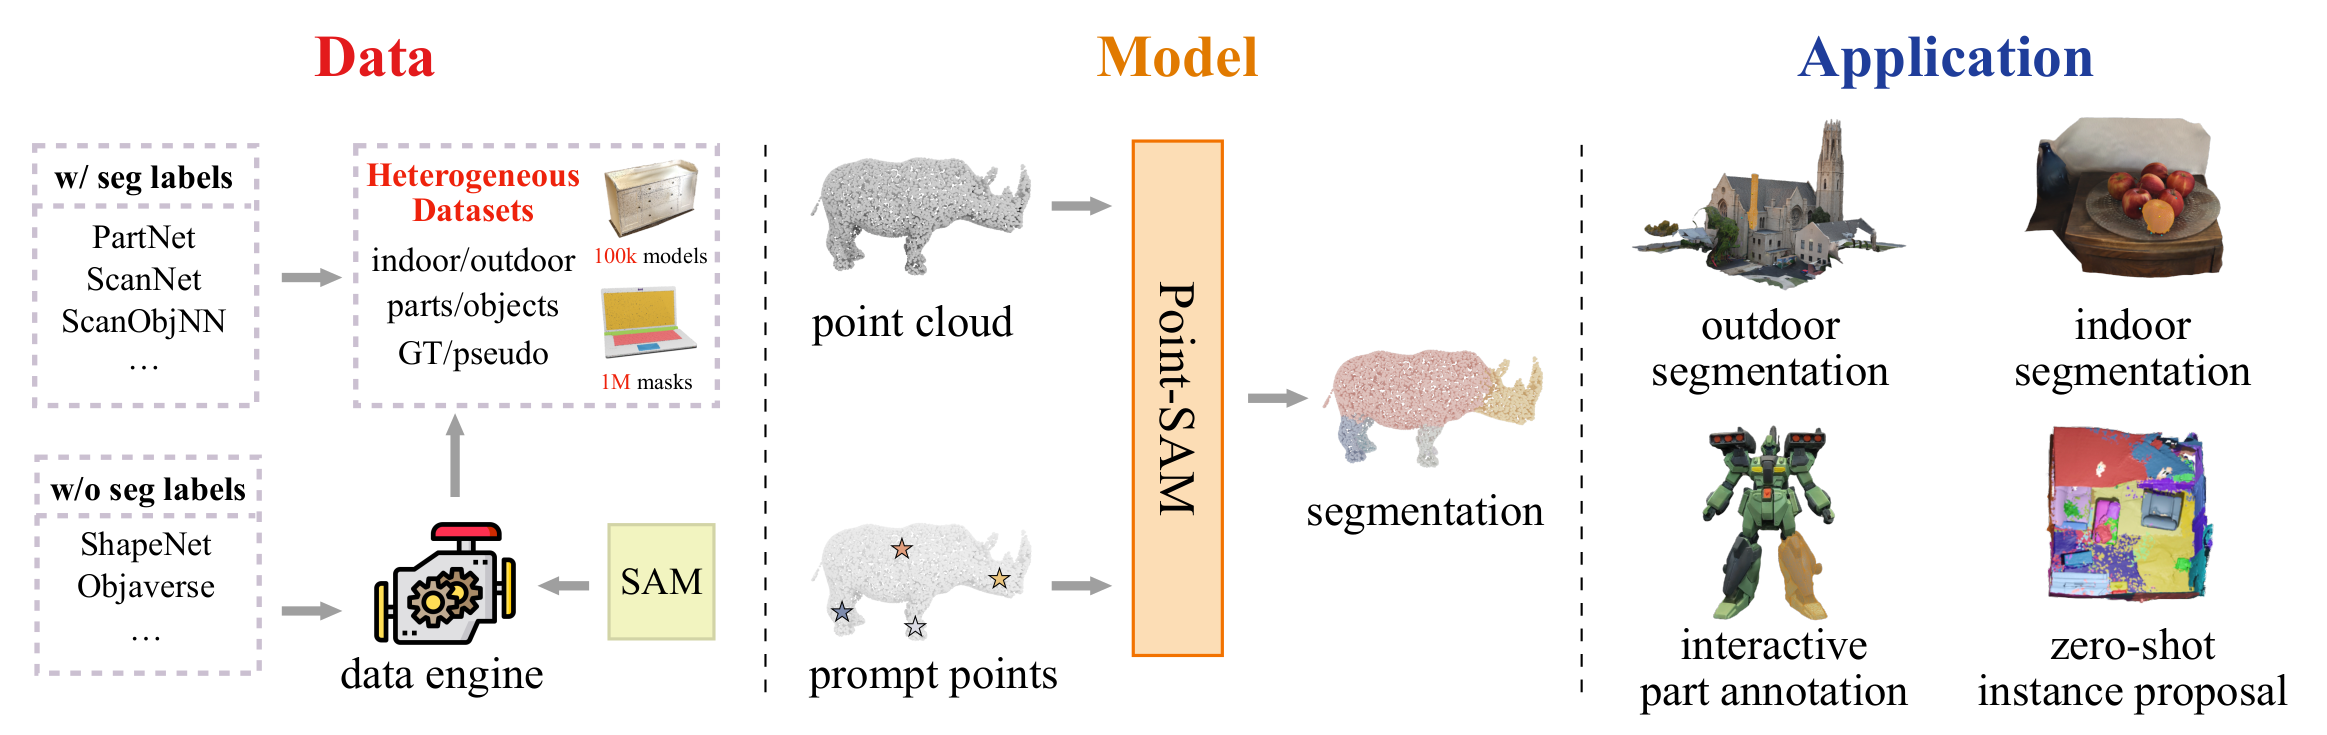 Data
w/ seg labels
PartNet
ScanNet
ScanObjNN
...
w/o seg labels
ShapeNet
Objaverse
...
Heterogeneous
Datasets
indoor/outdoor
parts/objects
GT/pseudo
100k models
1M masks
data engine
SAM
Model
point cloud
prompt points
Point-SAM
segmentation
Application
outdoor
segmentation
indoor
segmentation
interactive
part annotation
zero-shot
instance proposal